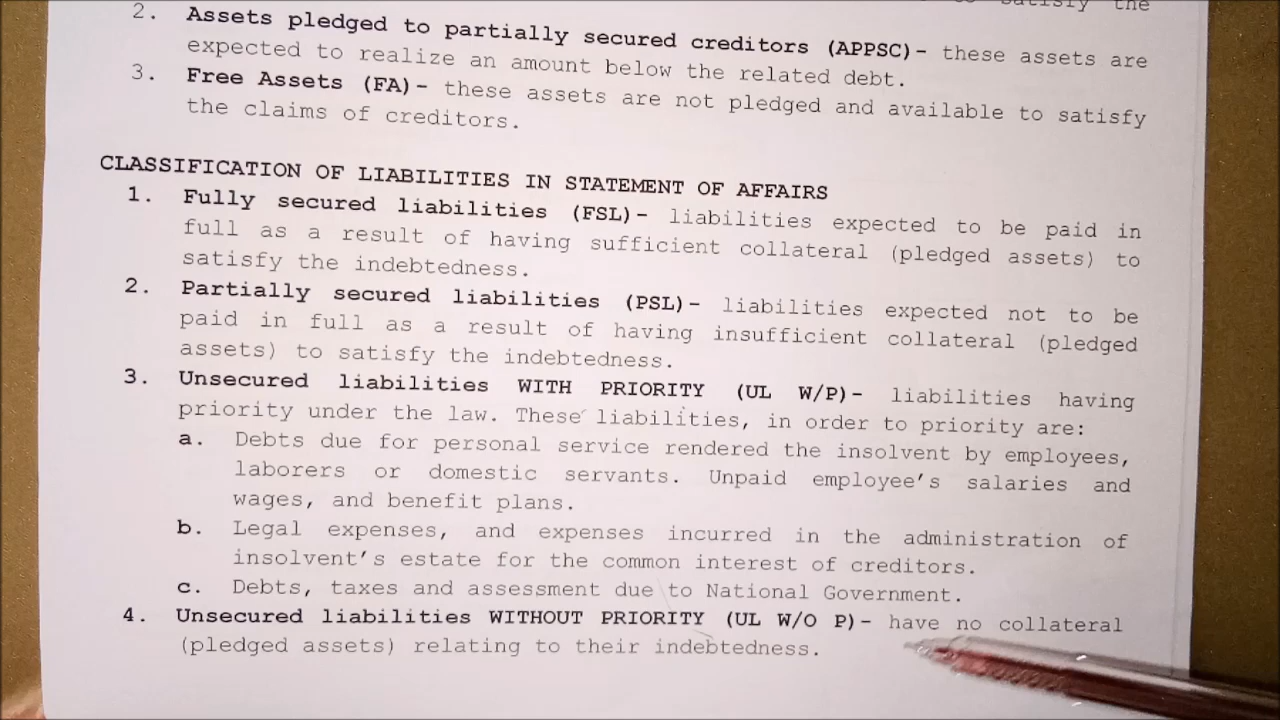 satisfy the
2. Assets pledged to partially secured creditors (APPSC)- these assets are
expected to realize an amount below the related debt.
3. Free Assets (FA)- these assets are not pledged and available to satisfy
the claims of creditors.
CLASSIFICATION OF LIABILITIES IN STATEMENT OF AFFAIRS
1. Fully secured liabilities (FSL)- liabilities expected to be paid in
full as a result of having sufficient collateral (pledged assets) to
satisfy the indebtedness.
2. Partially secured liabilities (PSL)- liabilities expected not to be
paid in full as a result of having insufficient collateral (pledged
assets) to satisfy the indebtedness.
3. Unsecured liabilities WITH PRIORITY (UL W/P)- liabilities having
priority under the law. These liabilities, in order to priority are:
a. Debts due for personal service rendered the insolvent by employees,
laborers or domestic servants. Unpaid employee's salaries and
wages, and benefit plans.
b. Legal expenses, and expenses incurred in the administration of
insolvent's estate for the common interest of creditors.
c. Debts, taxes and assessment due to National Government.
4. Unsecured liabilities WITHOUT PRIORITY (UL W/O P)- have no collateral
(pledged assets) relating to their indebtedness.